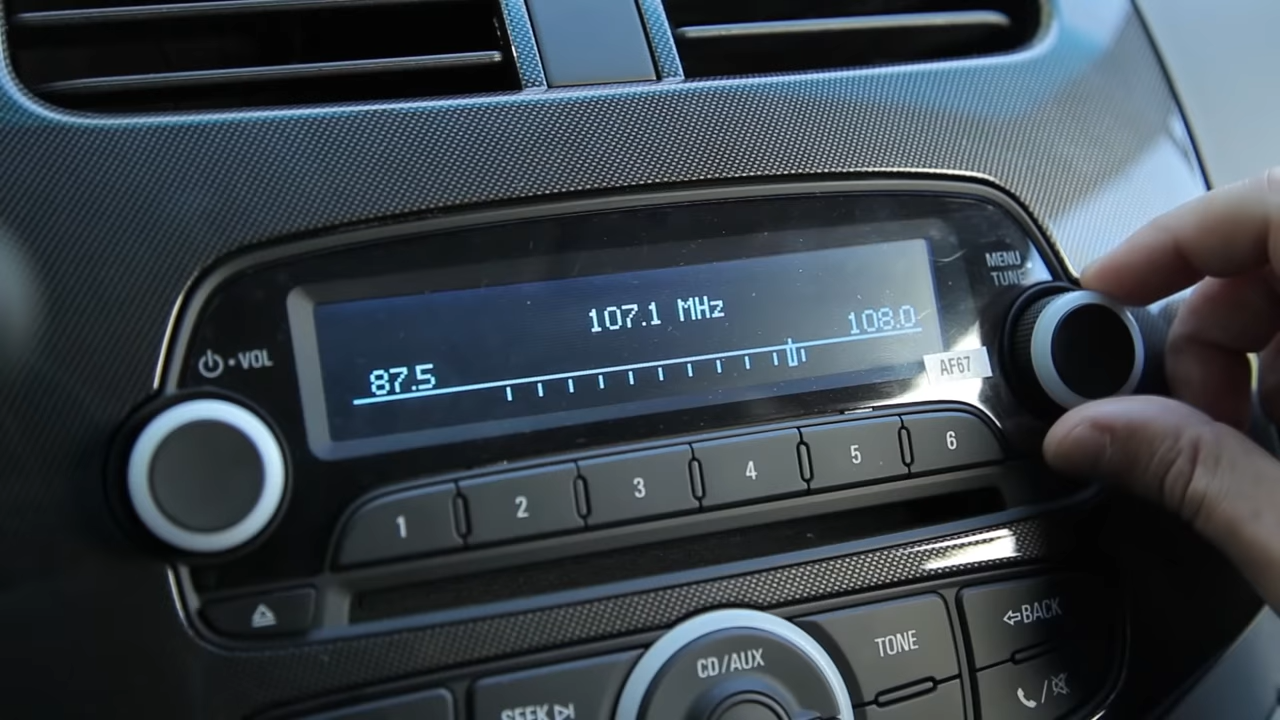 107.1 MHz
87.5
108.0
MENU
TUNE
• VOL
AF67
1
2
3
4
5
6
CD/AUX
TONE
BACK
SEEK